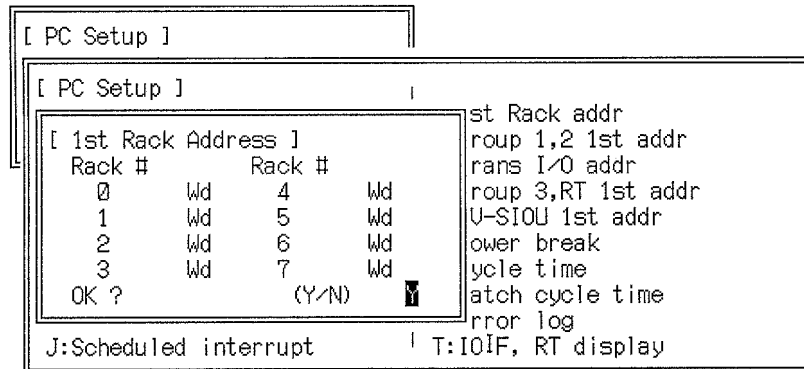 [ PC Setup ]
[ PC Setup ]
st Rack addr
[ 1st Rack Address ]
roup 1,2 1st addr
Rack # Rack #
rans I/O addr
0 Wd 4 Wd
roup 3,RT 1st addr
1 Wd 5 Wd
V-SIOU 1st addr
2 Wd 6 Wd
ower break
3 Wd 7 Wd
ycle time
OK ? (Y/N) Y
atch cycle time
rror log
J:Scheduled interrupt
T:IOIF, RT display